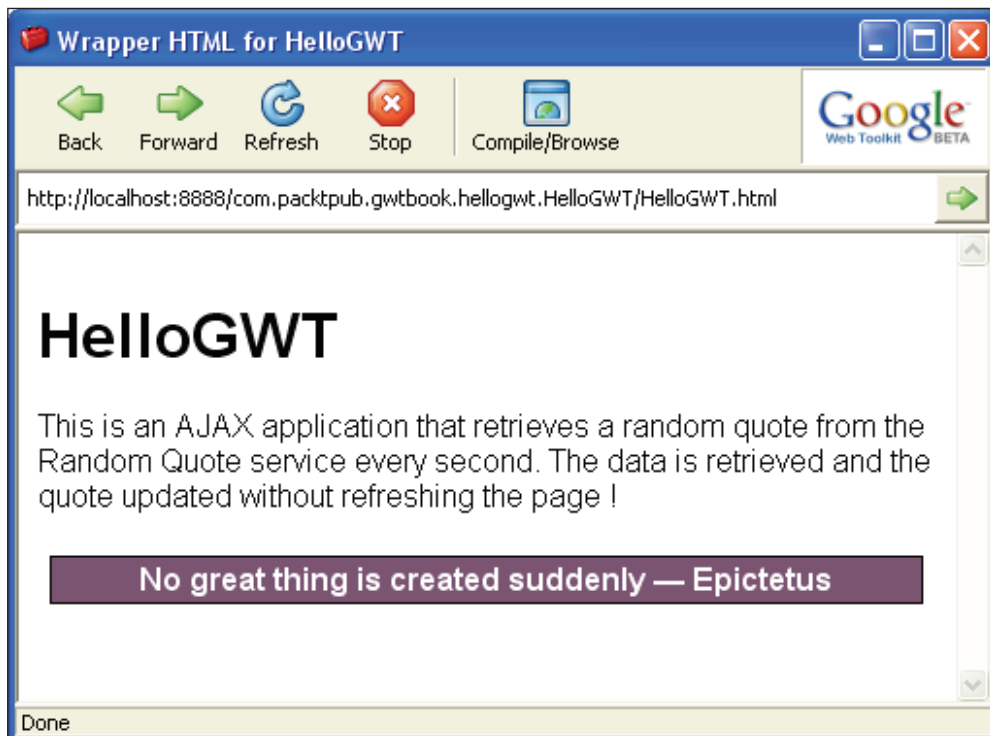 Wrapper HTML for HelloGWT
Back Forward Refresh Stop Compile/Browse
Google
Web Toolkit BETA
http://localhost:8888/com.packtpub.gwtbook.hellogwt.HelloGWT/HelloGWT.html
HelloGWT
This is an AJAX application that retrieves a random quote from the
Random Quote service every second. The data is retrieved and the
quote updated without refreshing the page !
No great thing is created suddenly — Epictetus
Done